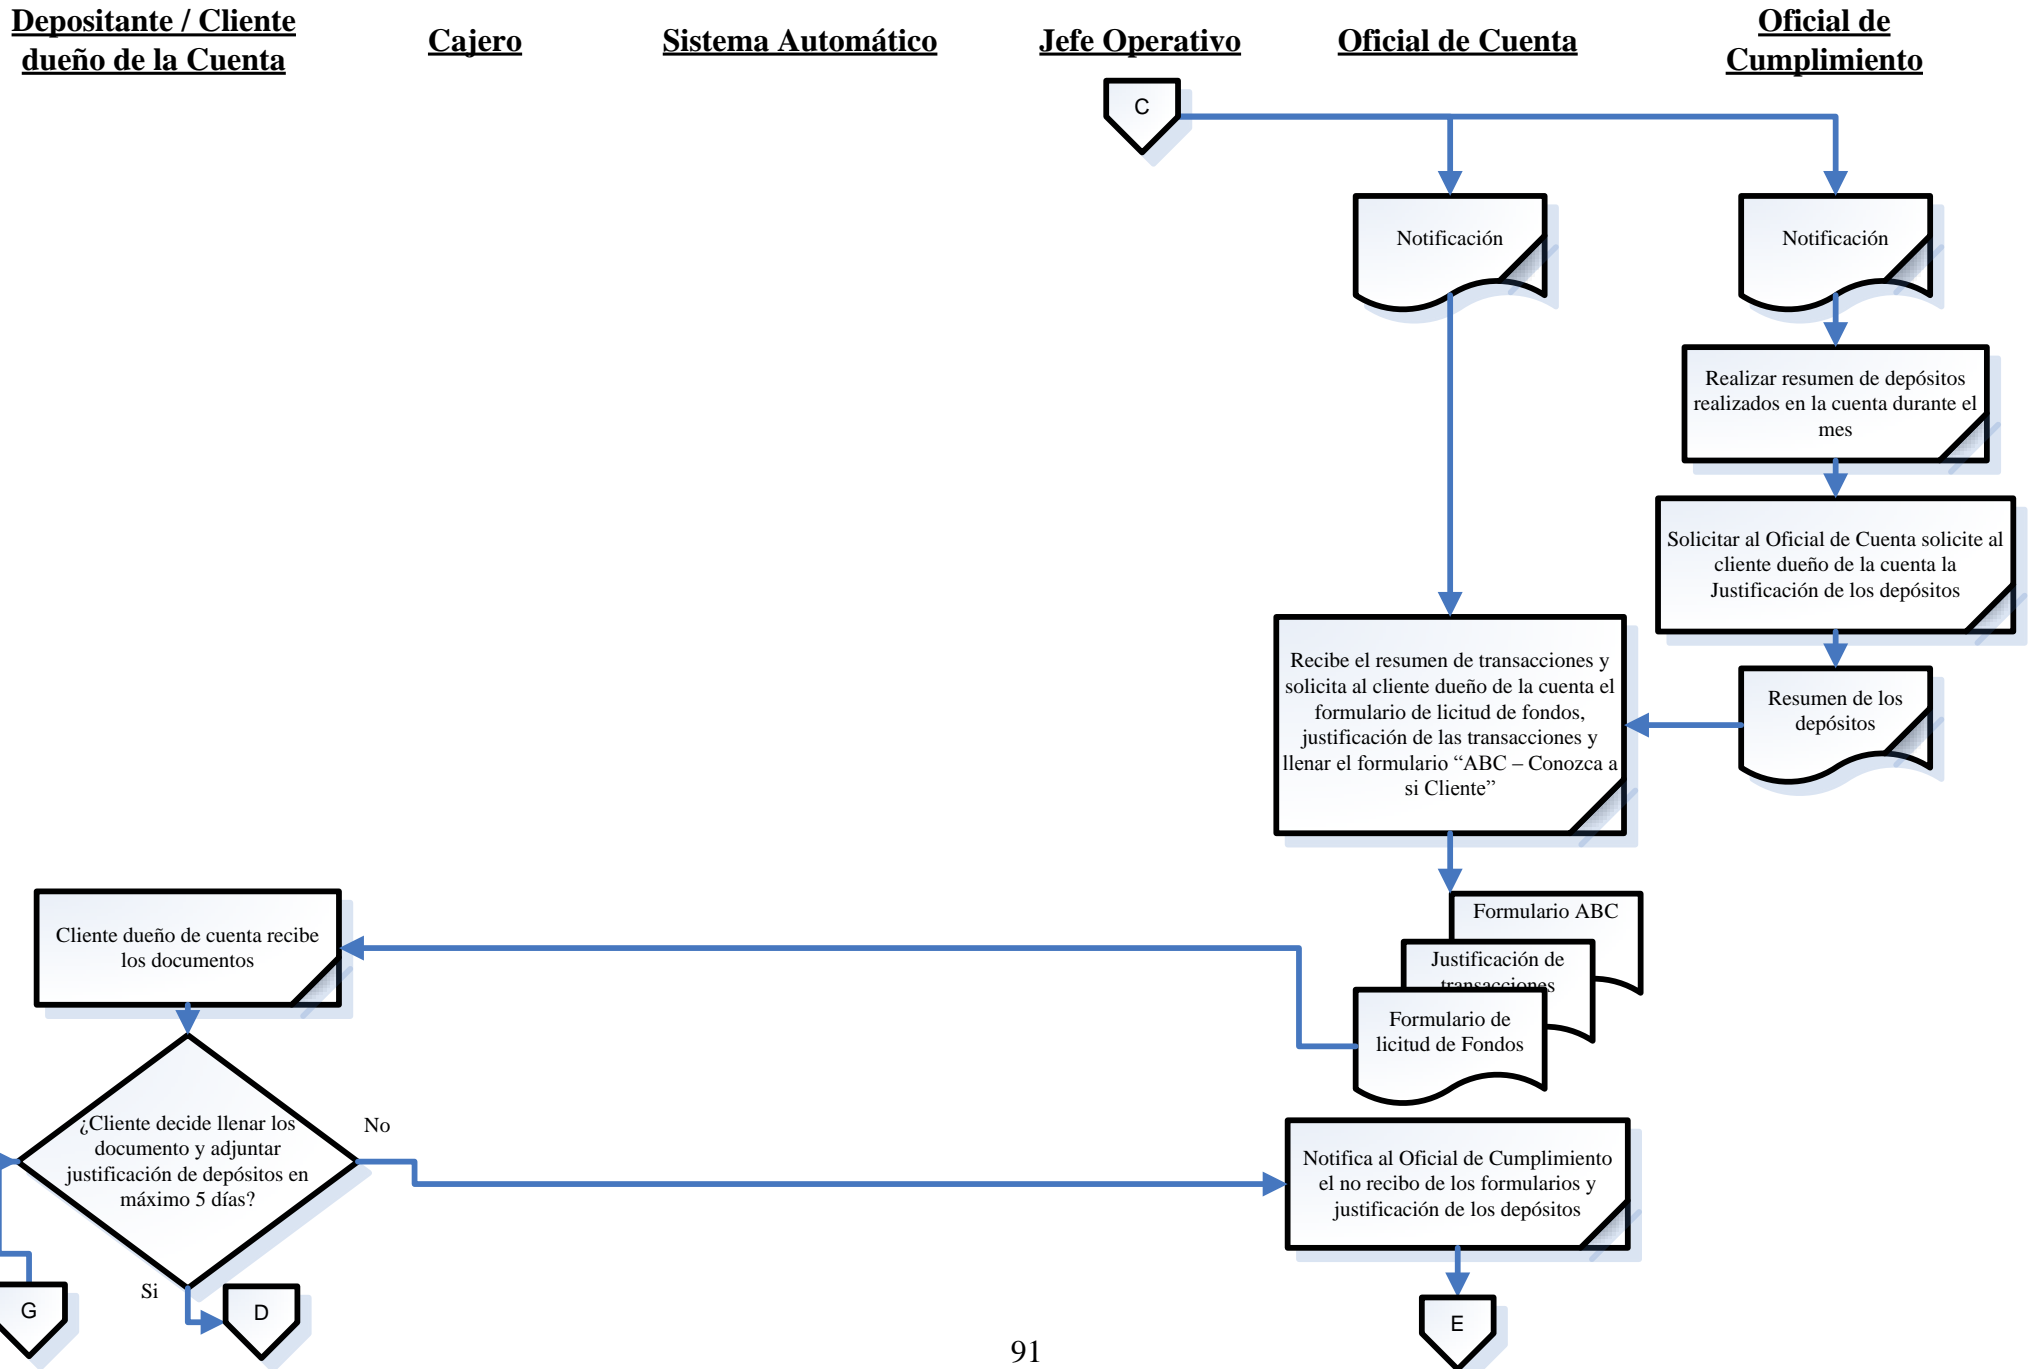 Depositante / Cliente
dueño de la Cuenta
Cajero
Sistema Automático
Jefe Operativo
Oficial de Cuenta
Oficial de
Cumplimiento
C
Notificación
Notificación
Realizar resumen de depósitos
realizados en la cuenta durante el
mes
Solicitar al Oficial de Cuenta solicite al
cliente dueño de la cuenta la
Justificación de los depósitos
Recibe el resumen de transacciones y
solicita al cliente dueño de la cuenta el
formulario de licitud de fondos,
justificación de las transacciones y
llenar el formulario “ABC – Conozca a
si Cliente”
Resumen de los
depósitos
Formulario ABC
Justificación de
transacciones
Formulario de
licitud de Fondos
Cliente dueño de cuenta recibe
los documentos
¿Cliente decide llenar los
documento y adjuntar
justificación de depósitos en
máximo 5 días?
No
Notifica al Oficial de Cumplimiento
el no recibo de los formularios y
justificación de los depósitos
Si
G
D
E
91